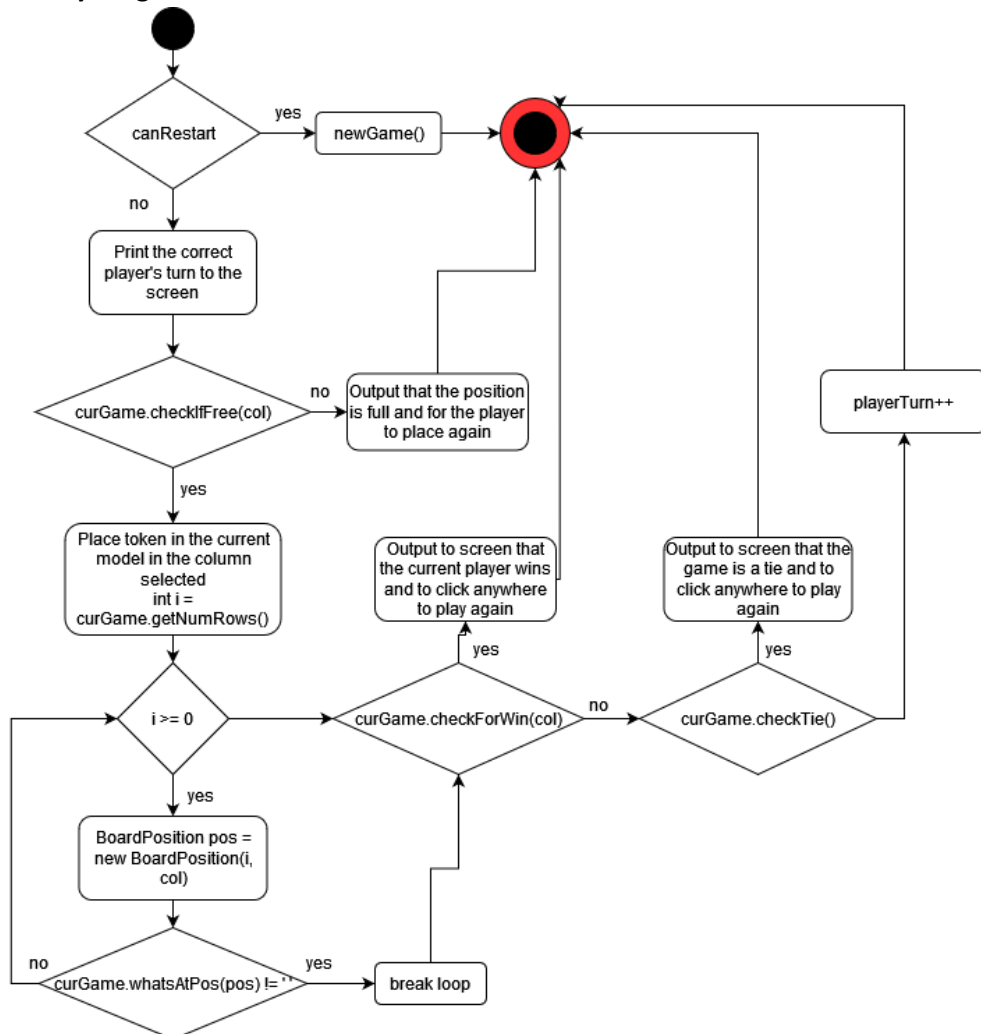 canRestart
yes
newGame()
no
Print the correct
player's turn to the
screen
curGame.checkIfFree(col)
no
Output that the position
is full and for the player
to place again
playerTurn++
yes
Place token in the current
model in the column
selected
int i =
curGame.getNumRows()
Output to screen that
the current player wins
and to click anywhere
to play again
Output to screen that the
game is a tie and to
click anywhere to play
again
yes
yes
i >= 0
curGame.checkForWin(col)
no
curGame.checkTie()
yes
BoardPosition pos =
new BoardPosition(i,
col)
no
curGame.whatsAtPos(pos) != ' '
yes
break loop